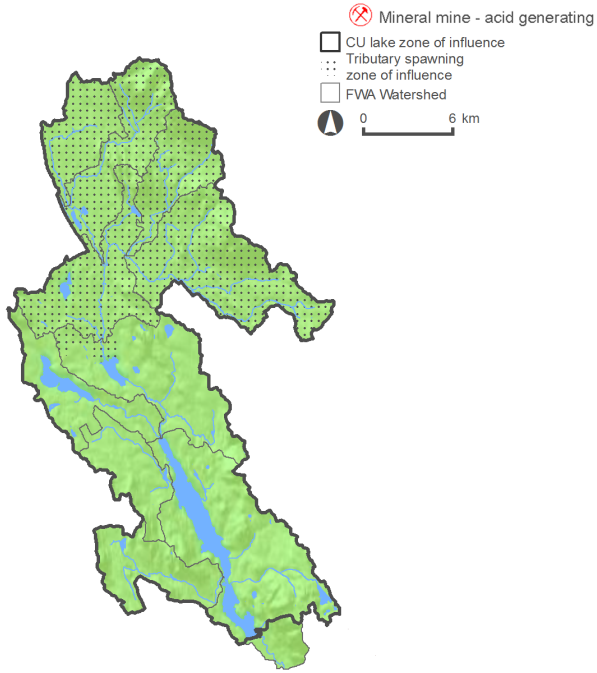 Mineral mine - acid generating
CU lake zone of influence
Tributary spawning
zone of influence
FWA Watershed
0 6 km